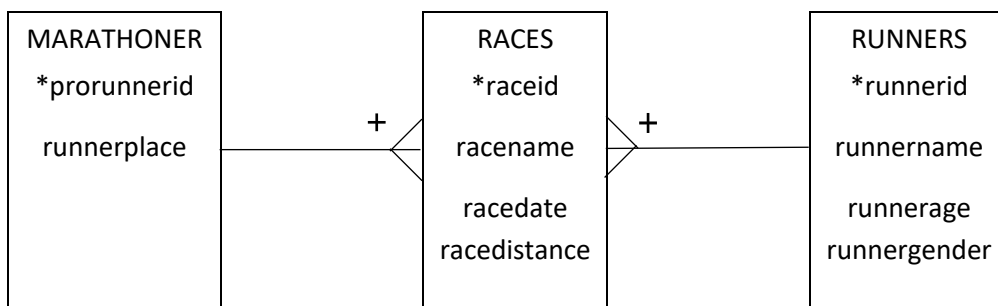 MARATHONER
*prorunnerid
runnerplace
+
RACES
*raceid
racename
racedate
racedistance
+
RUNNERS
*runnerid
runnername
runnerage
runnergender